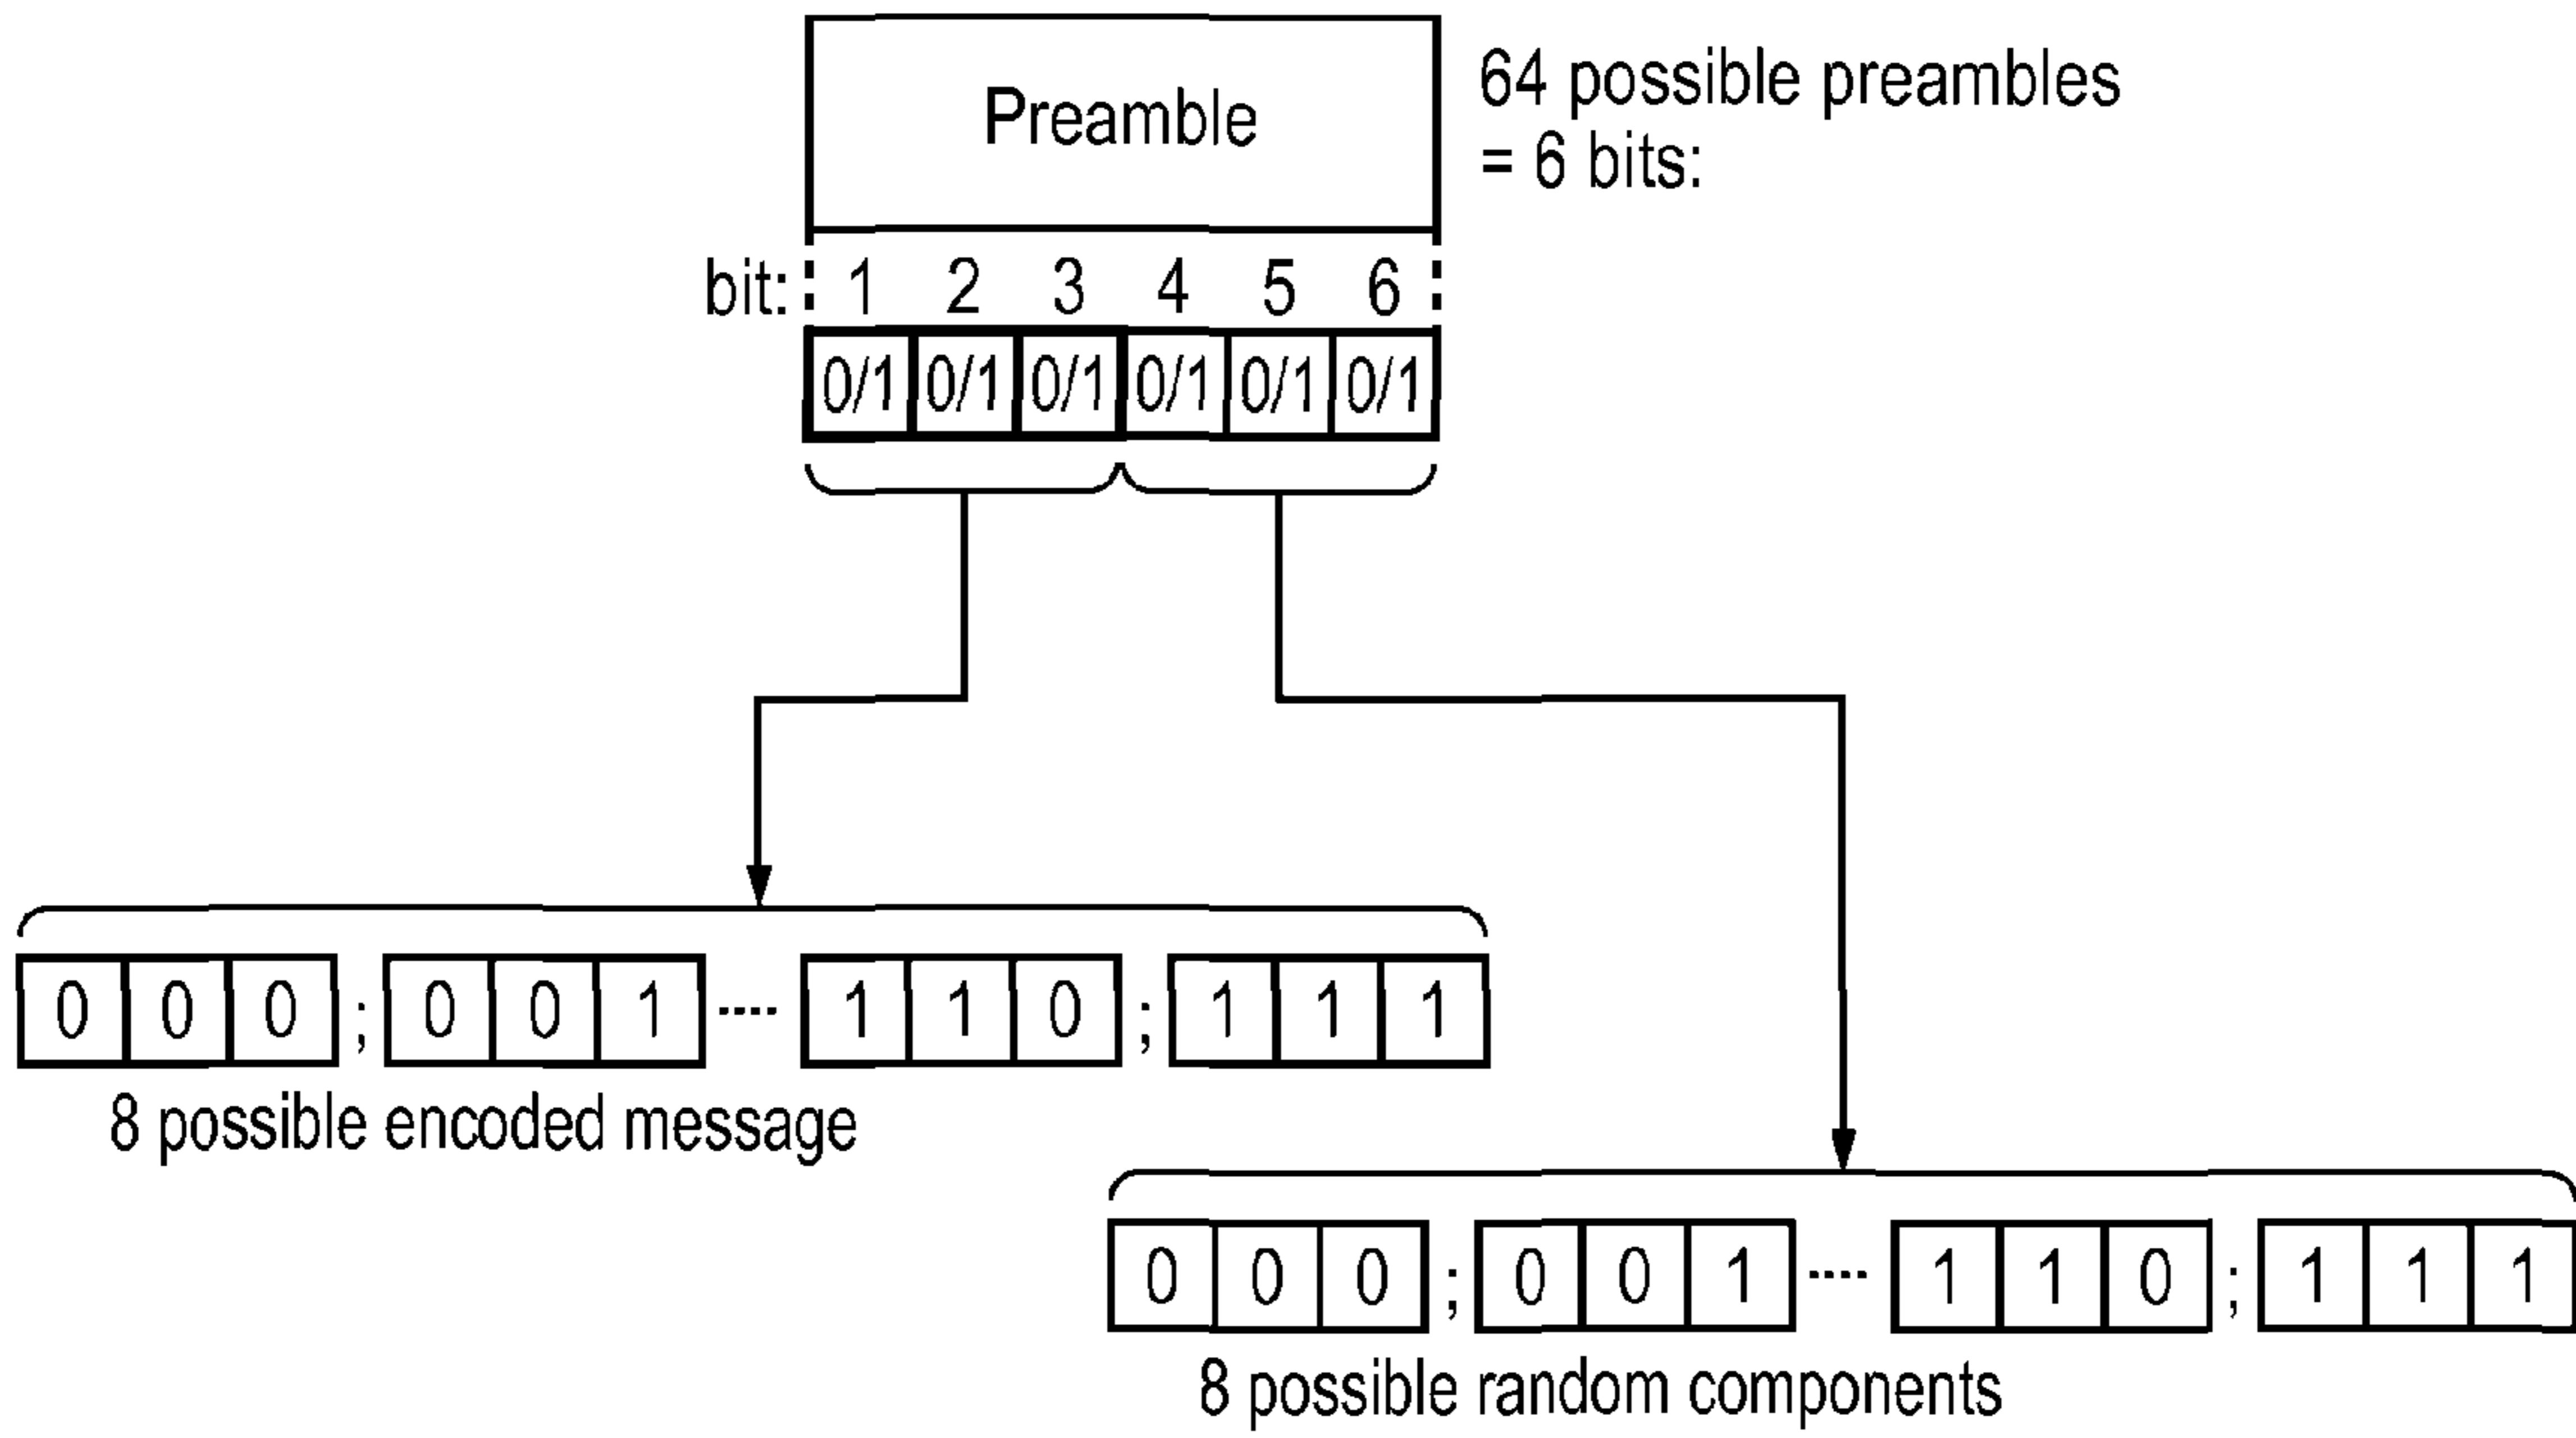 Preamble
64 possible preambles
= 6 bits:
bit: 1 2 3 4 5 6
0/1 0/1 0/1 0/1 0/1 0/1
0 0 0 ; 0 0 1 .... 1 1 0 ; 1 1 1
8 possible encoded message
0 0 0 ; 0 0 1 .... 1 1 0 ; 1 1 1
8 possible random components